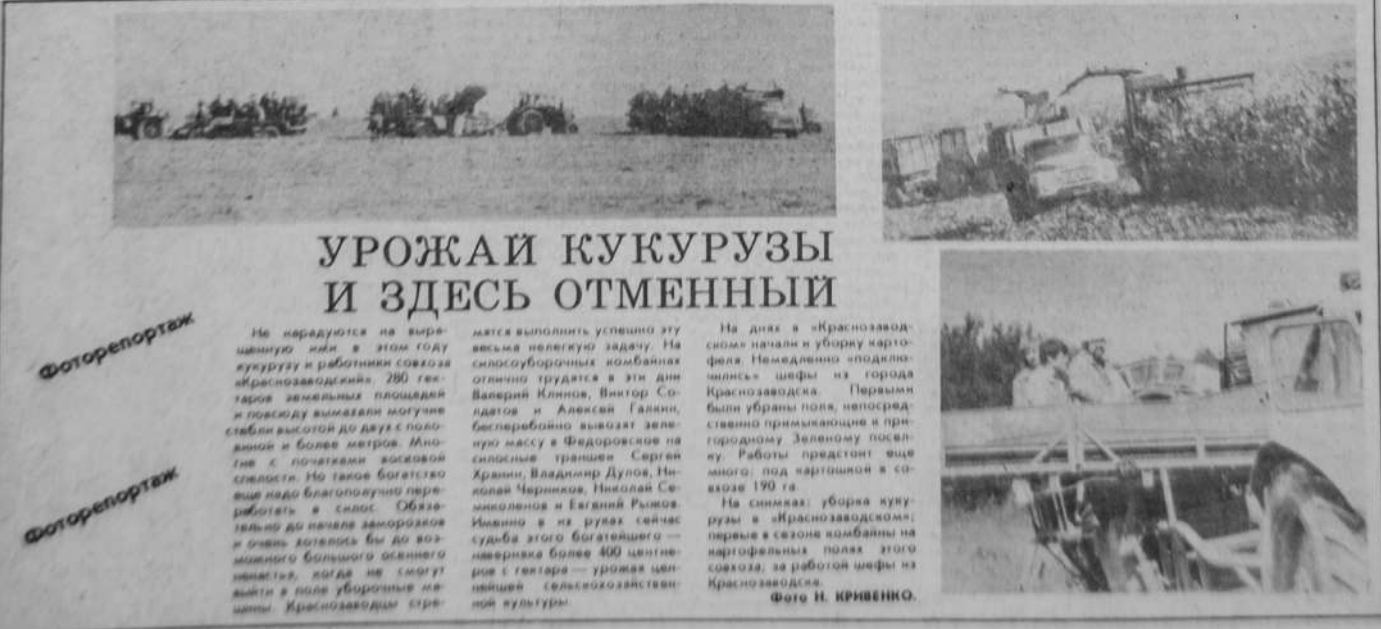 УРОЖАЙ КУКУРУЗЫ
И ЗДЕСЬ ОТМЕННЫЙ
Фоторепортаж
Фоторепортаж
Не нарадуются на выра-
щенную ими в этом году
кукурузу и работники совхоза
«Краснозаводский». 280 гек-
таров земельных площадей
и повсюду вымахали могучие
стебли высотой до двух с поло-
виной и более метров. Мно-
гие с початками восковой
спелости. Но такое богатство
еще надо благополучно пере-
работать в силос. Обяза-
тельно до начала заморозков
и очень хотелось бы до воз-
можного большого осеннего
ненастья, когда не смогут
выйти в поле уборочные ма-
шины. Краснозаводцы стре-
мятся выполнить успешно эту
весьма нелегкую задачу. На
силосоуборочных комбайнах
отлично трудятся в эти дни
Валерий Клинов, Виктор Со-
лдатов и Алексей Галкин,
бесперебойно вывозят зеле-
ную массу в Федоровское на
силосные траншеи Сергей
Хранин, Владимир Дулов, Ни-
колай Черников, Николай Се-
миколенов и Евгений Рыжов.
Именно в их руках сейчас
судьба этого богатейшего —
наверняка более 400 центне-
ров с гектара — урожая цен-
нейшей сельскохозяйствен-
ной культуры.
На днях в «Краснозавод-
ском» начали и уборку карто-
феля. Немедленно «подклю-
чились» шефы из города
Краснозаводска. Первыми
были убраны поля, непосред-
ственно примыкающие к при-
городному Зеленому посел-
ку. Работы предстоит еще
много: под картошкой в со-
вхозе 190 га.
На снимках: уборка куку-
рузы в «Краснозаводском»;
первые в сезоне комбайны на
картофельных полях этого
совхоза; за работой шефы из
Краснозаводска.
Фото Н. КРИВЕНКО.